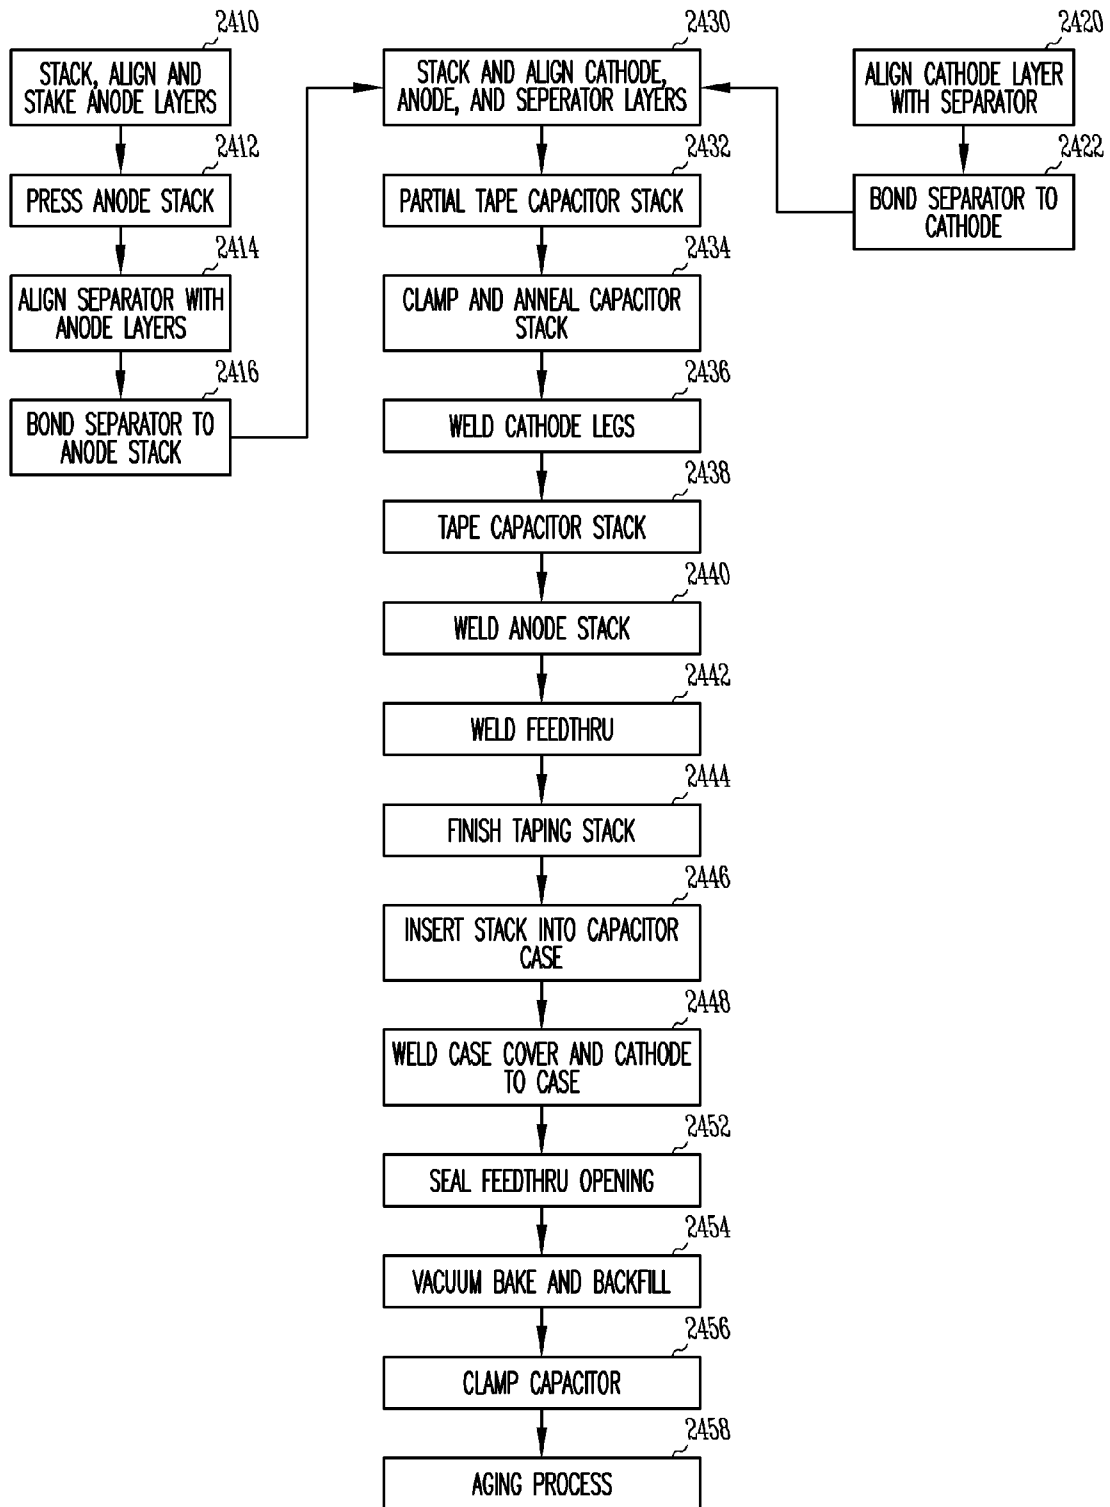 2410
STACK, ALIGN AND
STAKE ANODE LAYERS
2412
PRESS ANODE STACK
2414
ALIGN SEPARATOR WITH
ANODE LAYERS
2416
BOND SEPARATOR TO
ANODE STACK
2430
STACK AND ALIGN CATHODE,
ANODE, AND SEPERATOR LAYERS
2432
PARTIAL TAPE CAPACITOR STACK
2434
CLAMP AND ANNEAL CAPACITOR
STACK
2436
WELD CATHODE LEGS
2438
TAPE CAPACITOR STACK
2440
WELD ANODE STACK
2442
WELD FEEDTHRU
2444
FINISH TAPING STACK
2446
INSERT STACK INTO CAPACITOR
CASE
2448
WELD CASE COVER AND CATHODE
TO CASE
2452
SEAL FEEDTHRU OPENING
2454
VACUUM BAKE AND BACKFILL
2456
CLAMP CAPACITOR
2458
AGING PROCESS
2420
ALIGN CATHODE LAYER
WITH SEPARATOR
2422
BOND SEPARATOR TO
CATHODE